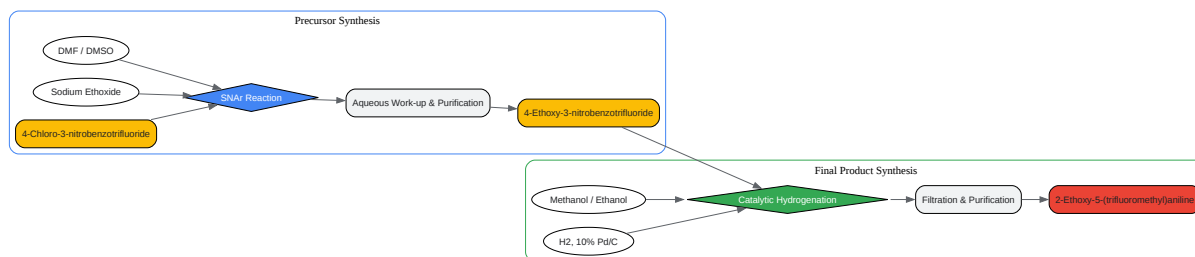 Precursor Synthesis
DMF / DMSO
Sodium Ethoxide
4-Chloro-3-nitrobenzotrifluoride
SNAr Reaction
Aqueous Work-up & Purification
4-Ethoxy-3-nitrobenzotrifluoride
Final Product Synthesis
Methanol / Ethanol
H2, 10% Pd/C
Catalytic Hydrogenation
Filtration & Purification
2-Ethoxy-5-(trifluoromethyl)aniline